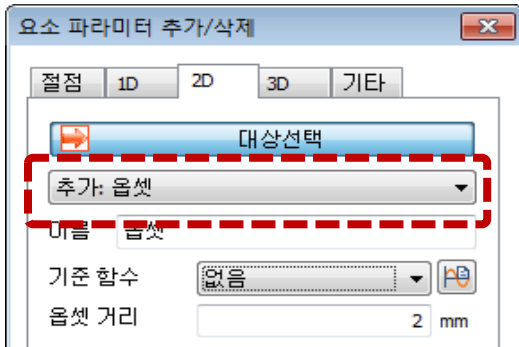 요소 파라미터 추가/삭제
절점 1D 2D 3D 기타
대상선택
추가: 옵셋
이름 옵셋
기준 함수 없음
옵셋 거리 2 mm